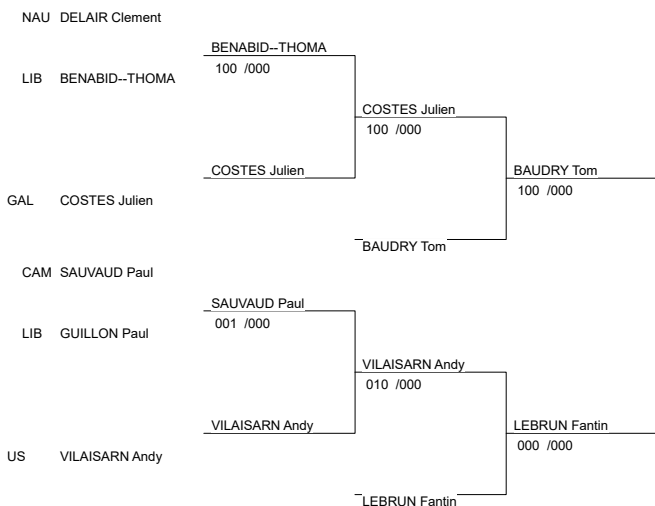 NAU DELAIR Clement
BENABID--THOMA
100 /000
LIB BENABID--THOMA
COSTES Julien
100 /000
COSTES Julien
BAUDRY Tom
100 /000
GAL COSTES Julien
BAUDRY Tom
CAM SAUVAUD Paul
SAUVAUD Paul
001 /000
LIB GUILLON Paul
VILAISARN Andy
010 /000
VILAISARN Andy
LEBRUN Fantin
000 /000
US VILAISARN Andy
LEBRUN Fantin